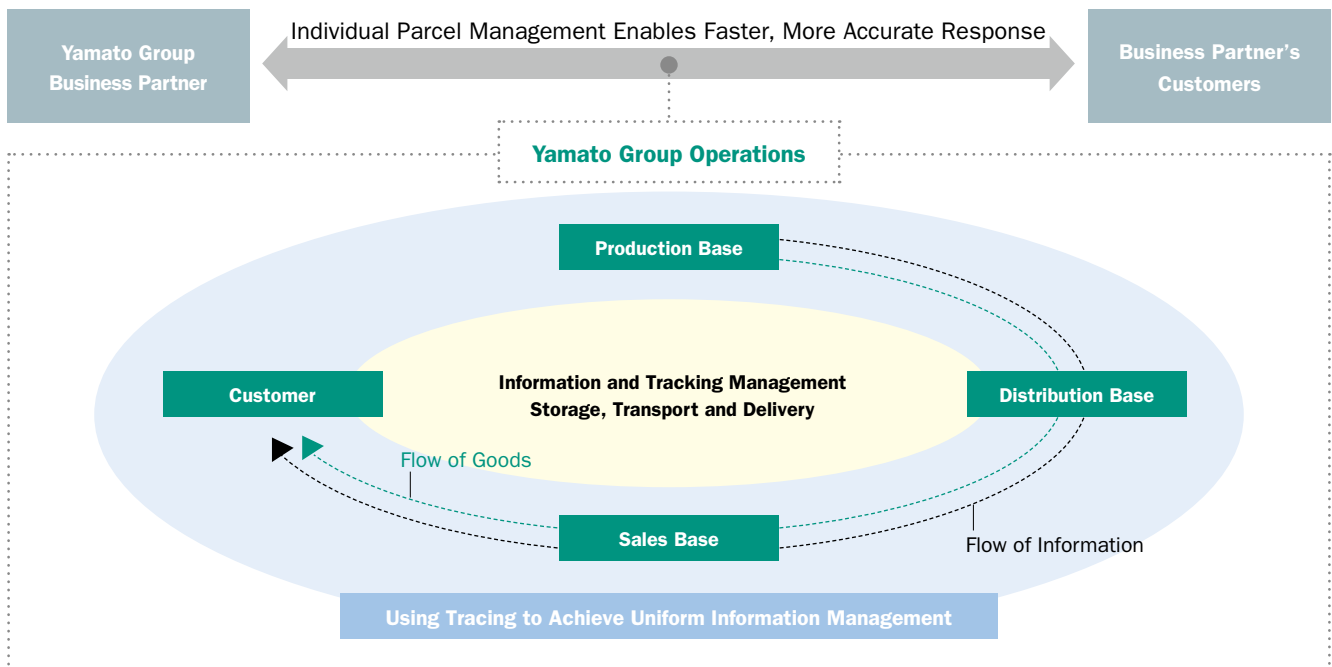 Individual Parcel Management Enables Faster, More Accurate Response
Yamato Group
Business Partner
Business Partner's
Customers
Yamato Group Operations
Production Base
Customer
Information and Tracking Management
Storage, Transport and Delivery
Distribution Base
Flow of Goods
Sales Base
Flow of Information
Using Tracing to Achieve Uniform Information Management